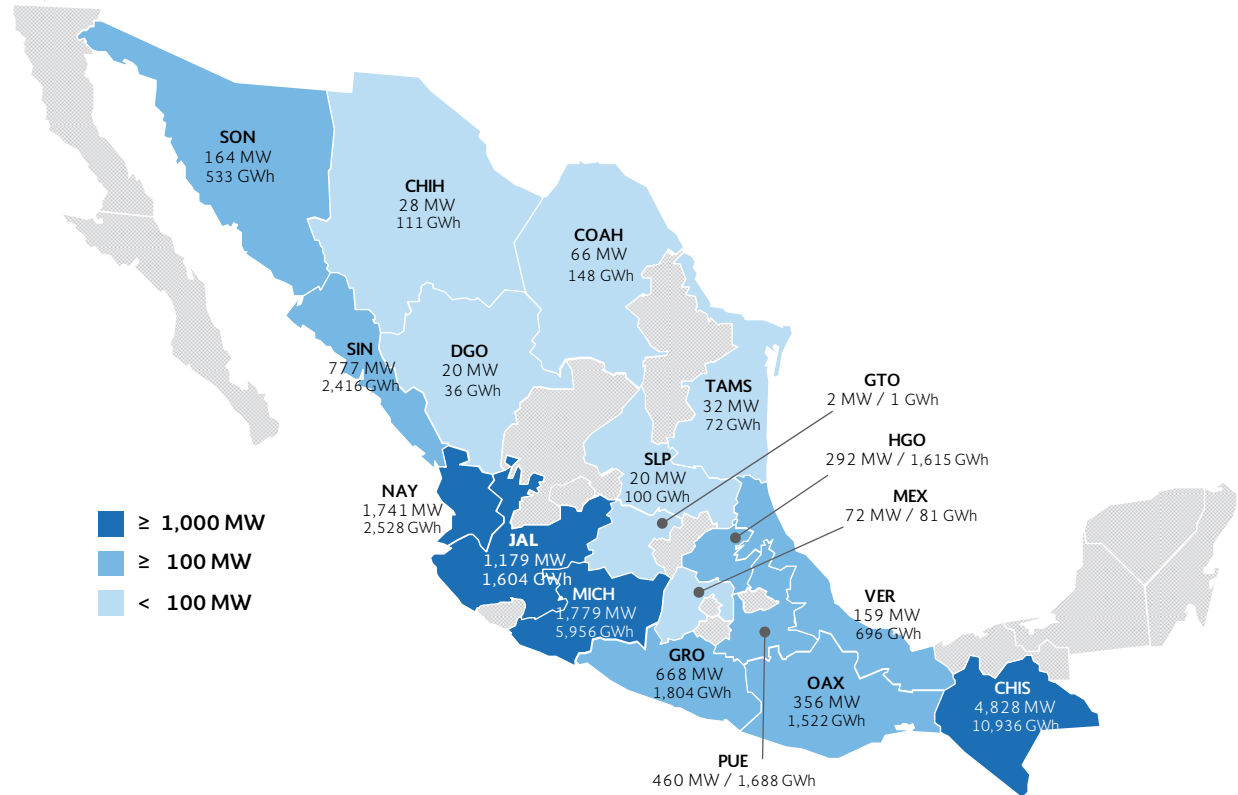 SON
164 MW
533 GWh
CHIH
28 MW
111 GWh
COAH
66 MW
148 GWh
SIN
777 MW
2,416 GWh
DGO
20 MW
36 GWh
TAMS
32 MW
72 GWh
GTO
2 MW / 1 GWh
HGO
292 MW / 1,615 GWh
MEX
72 MW / 81 GWh
SLP
20 MW
100 GWh
NAY
1,741 MW
2,528 GWh
≥ 1,000 MW
≥ 100 MW
< 100 MW
JAL
1,179 MW
1,604 GWh
MICH
1,779 MW
5,956 GWh
VER
159 MW
696 GWh
GRO
668 MW
1,804 GWh
OAX
356 MW
1,522 GWh
CHIS
4,828 MW
10,936 GWh
PUE
460 MW / 1,688 GWh